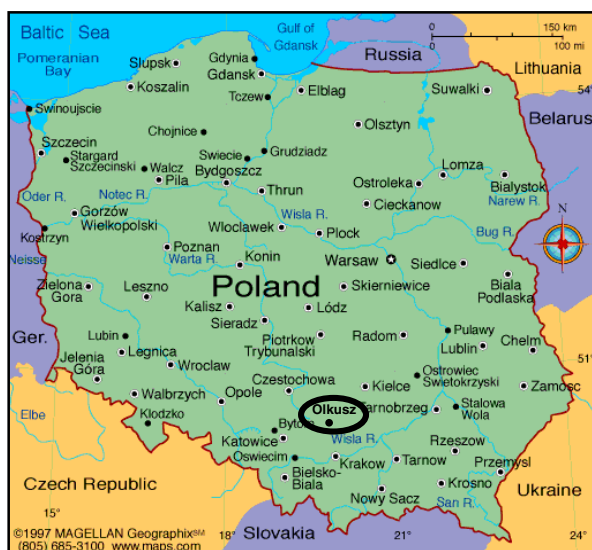 Baltic Sea
Gulf of
Gdansk
0 150 km
100 mi
Pomeranian
Bay
Russia
Lithuania
Gdynia
Slupsk
Gdansk
Koszalin
Tczew
Elblag
Suwalki
54°
Swinoujscie
Belarus
Chojnice
Olsztyn
Szczecin
Stargard
Szczecinski
Swiecie
Grudziadz
Walcz
Pila
Bydgoszcz
Lomza
Bialystok
Oder R.
Notec R.
Thrun
Ostroleka
Narew R.
Gorzów
Wielkopolski
Wisla R.
Cieckanow
N
Kostrzyn
Wloclawek
Plock
Bug R.
Poznan
Neisse
Warta R.
Konin
Warsaw
Siedlce
Zielona
Gora
Leszno
Poland
Skierniewice
Biala
Podlaska
Kalisz
Lódz
Ger.
Sieradz
Lubin
Piotrkow
Trybunalski
Radom
Pulawy
Lublin
Chelm
Legnica
Jelenia
Góra
Wroclaw
51°
Czestochowa
Kielce
Ostrowiec
Swietokrzyski
Zamosc
Walbrzych
Opole
Olkusz
Tarnobrzeg
Stalowa
Wola
Elbe
Klodzko
Bytom
Katowice
Wisla R.
Rzeszow
Oswiecim
Krakow
Tarnow
Przemysl
Bielsko-
Biala
Czech Republic
Krosno
Ukraine
Nowy Sacz
San R.
15°
18°
21°
24°
Slovakia
©1997 MAGELLAN Geographix℠
(805) 685-3100 www.maps.com